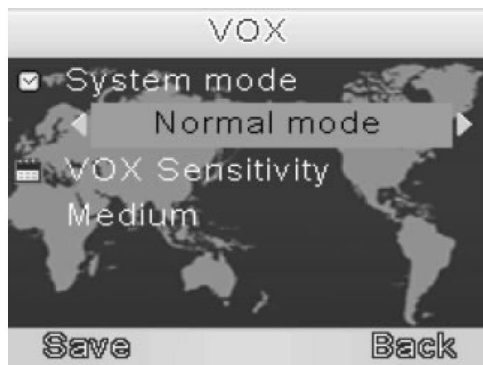 VOX
System mode
Normal mode
VOX Sensitivity
Medium
Save Back